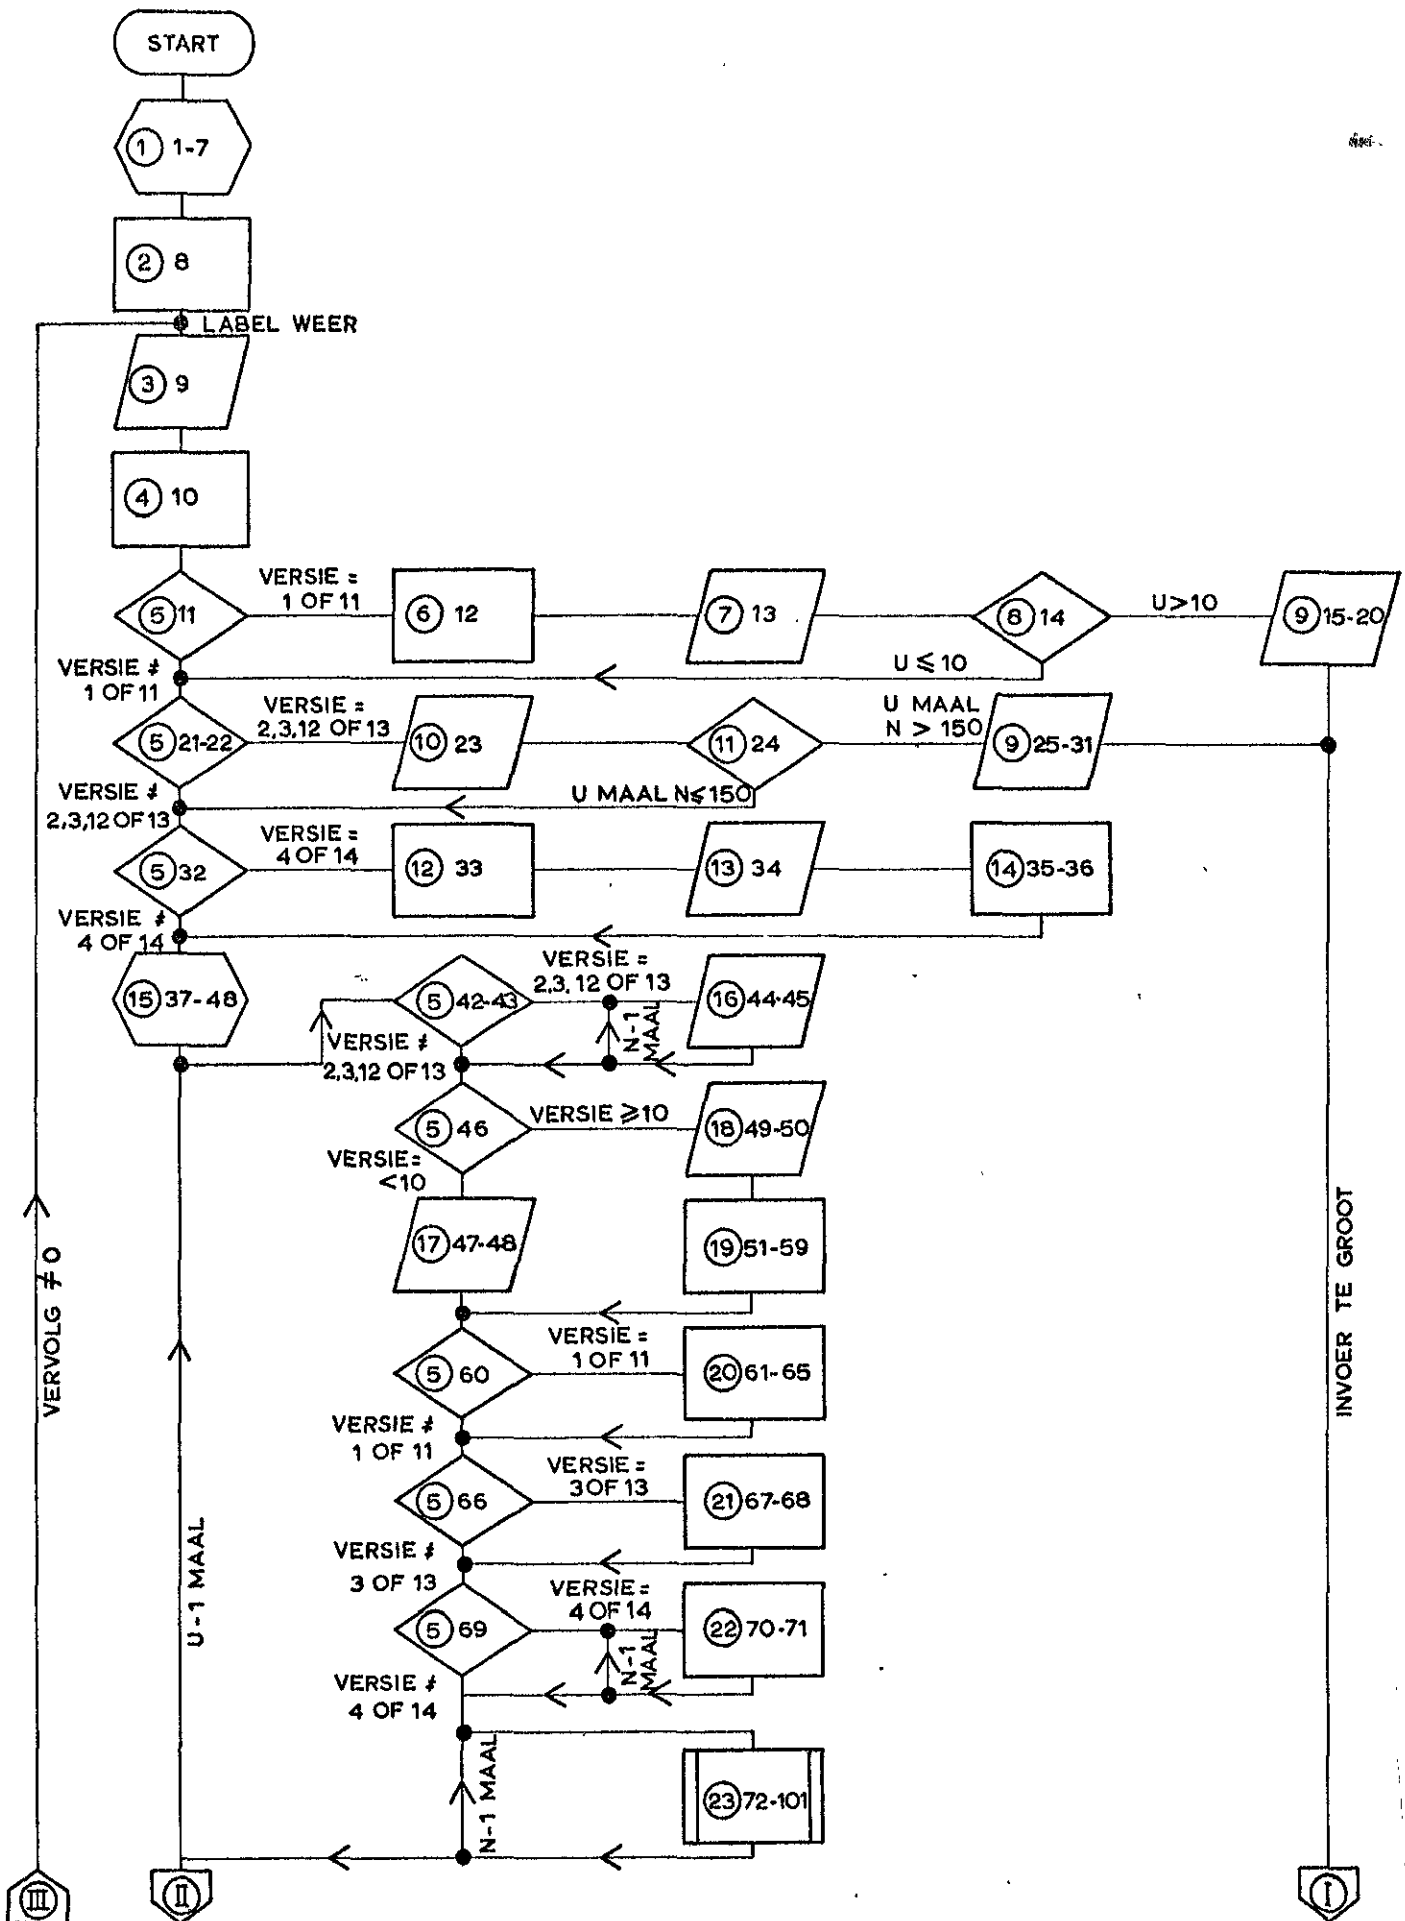 START
① 1-7
② 8
LABEL WEER
③ 9
④ 10
⑤ 11
VERSIE =
1 OF 11
⑥ 12
⑦ 13
⑧ 14
U>10
⑨ 15-20
U ≤ 10
VERSIE ≠
1 OF 11
⑤ 21-22
VERSIE =
2,3,12 OF 13
⑩ 23
⑪ 24
U MAAL
N > 150
⑨ 25-31
U MAAL N≤150
VERSIE ≠
2,3,12 OF 13
⑤ 32
VERSIE =
4 OF 14
⑫ 33
⑬ 34
⑭ 35-36
VERSIE ≠
4 OF 14
⑮ 37-48
⑤ 42-43
VERSIE =
2,3,12 OF 13
⑯ 44-45
N-1
MAAL
VERSIE ≠
2,3,12 OF 13
⑤ 46
VERSIE ≥10
⑱ 49-50
VERSIE=
<10
⑰ 47-48
⑲ 51-59
⑤ 60
VERSIE =
1 OF 11
⑳ 61-65
VERSIE ≠
1 OF 11
⑤ 66
VERSIE =
3 OF 13
㉑ 67-68
VERSIE ≠
3 OF 13
⑤ 69
VERSIE =
4 OF 14
㉒ 70-71
N-1
MAAL
VERSIE ≠
4 OF 14
N-1 MAAL
㉓ 72-101
VERVOLG ≠ 0
U-1 MAAL
INVOER TE GROOT
III
II
I